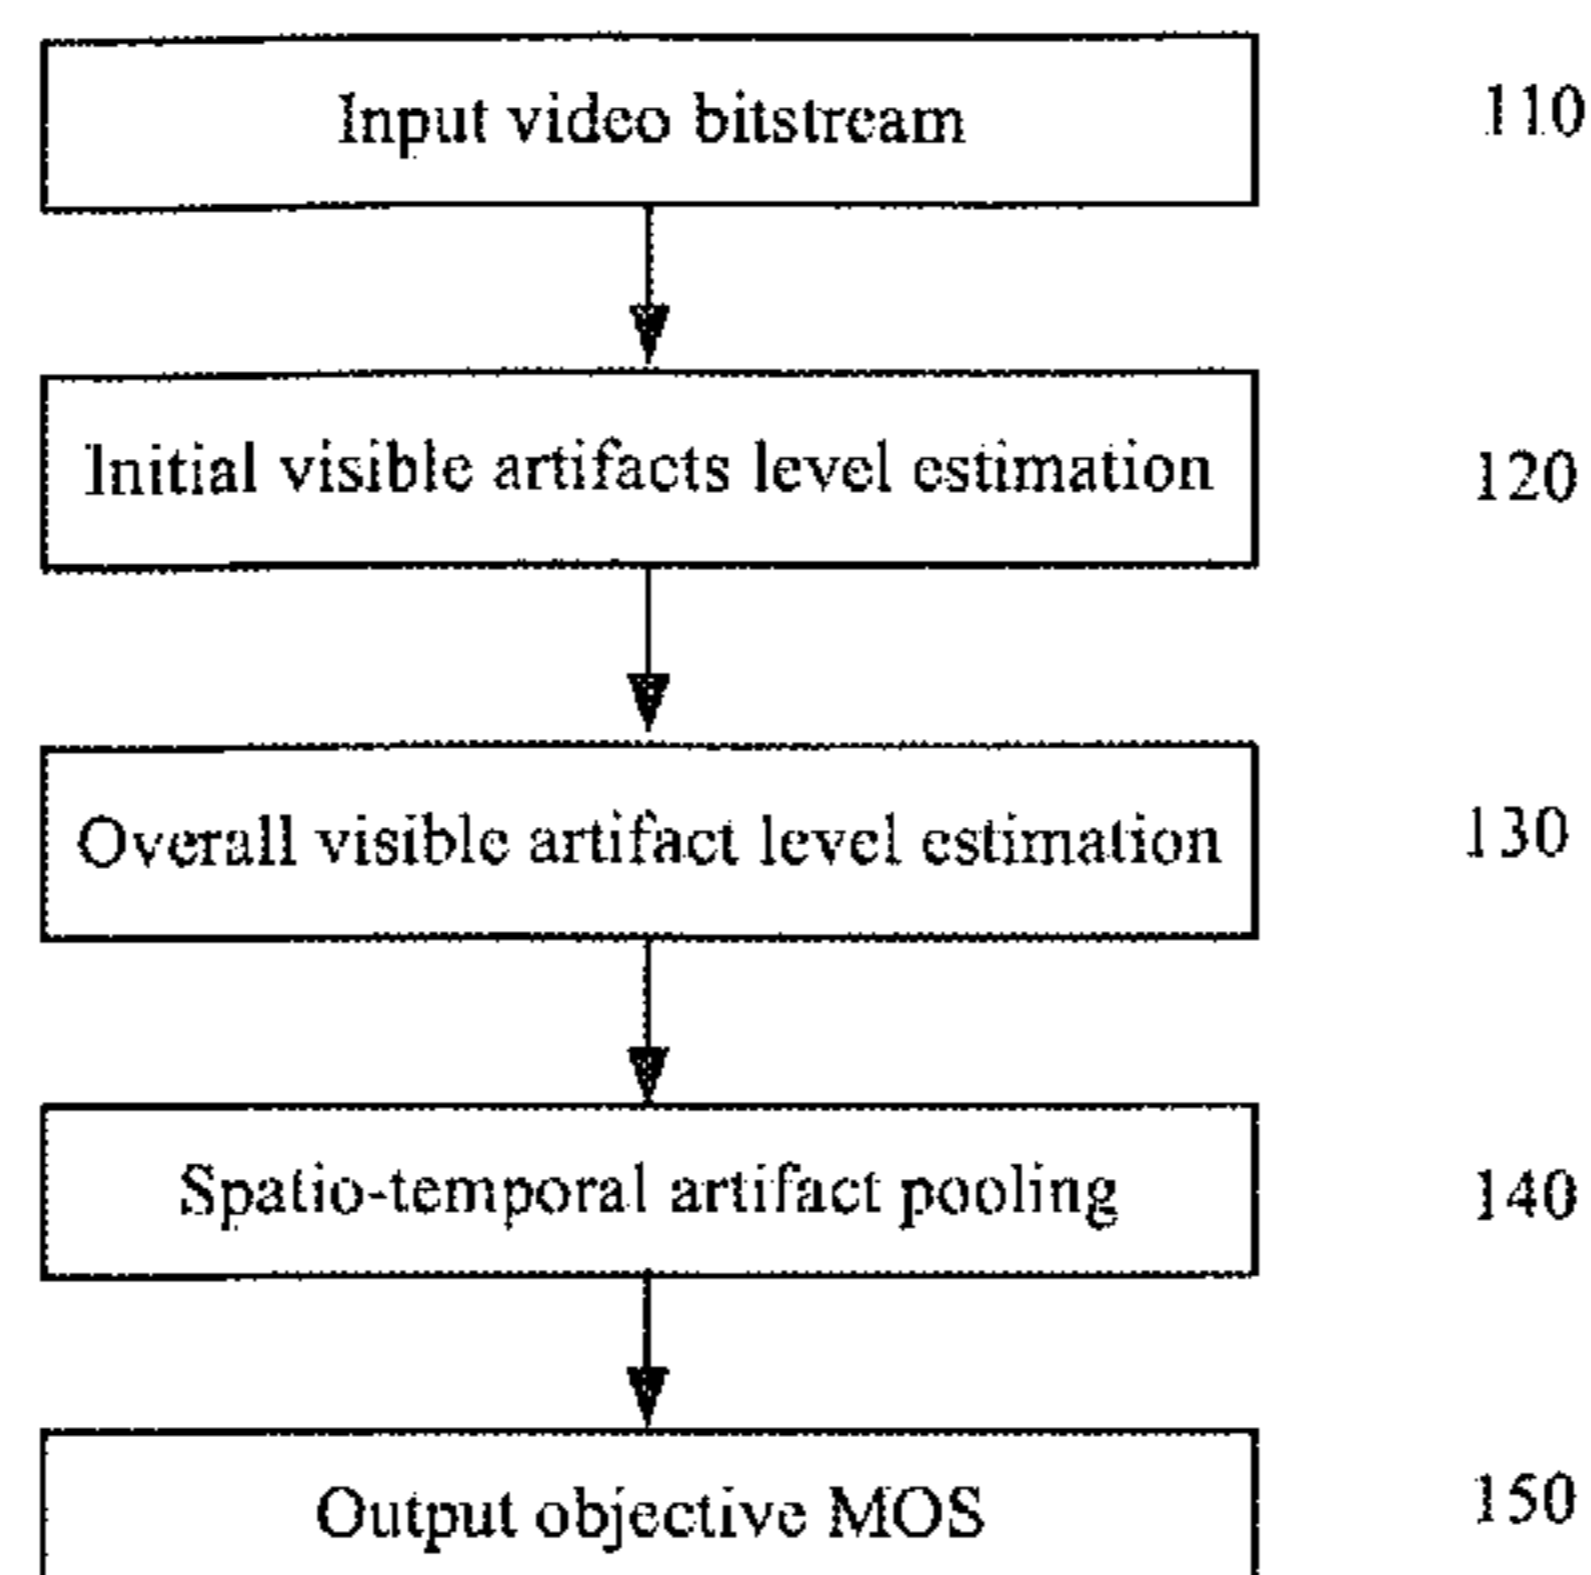 Input video bitstream 110
Initial visible artifacts level estimation 120
Overall visible artifact level estimation 130
Spatio-temporal artifact pooling 140
Output objective MOS 150